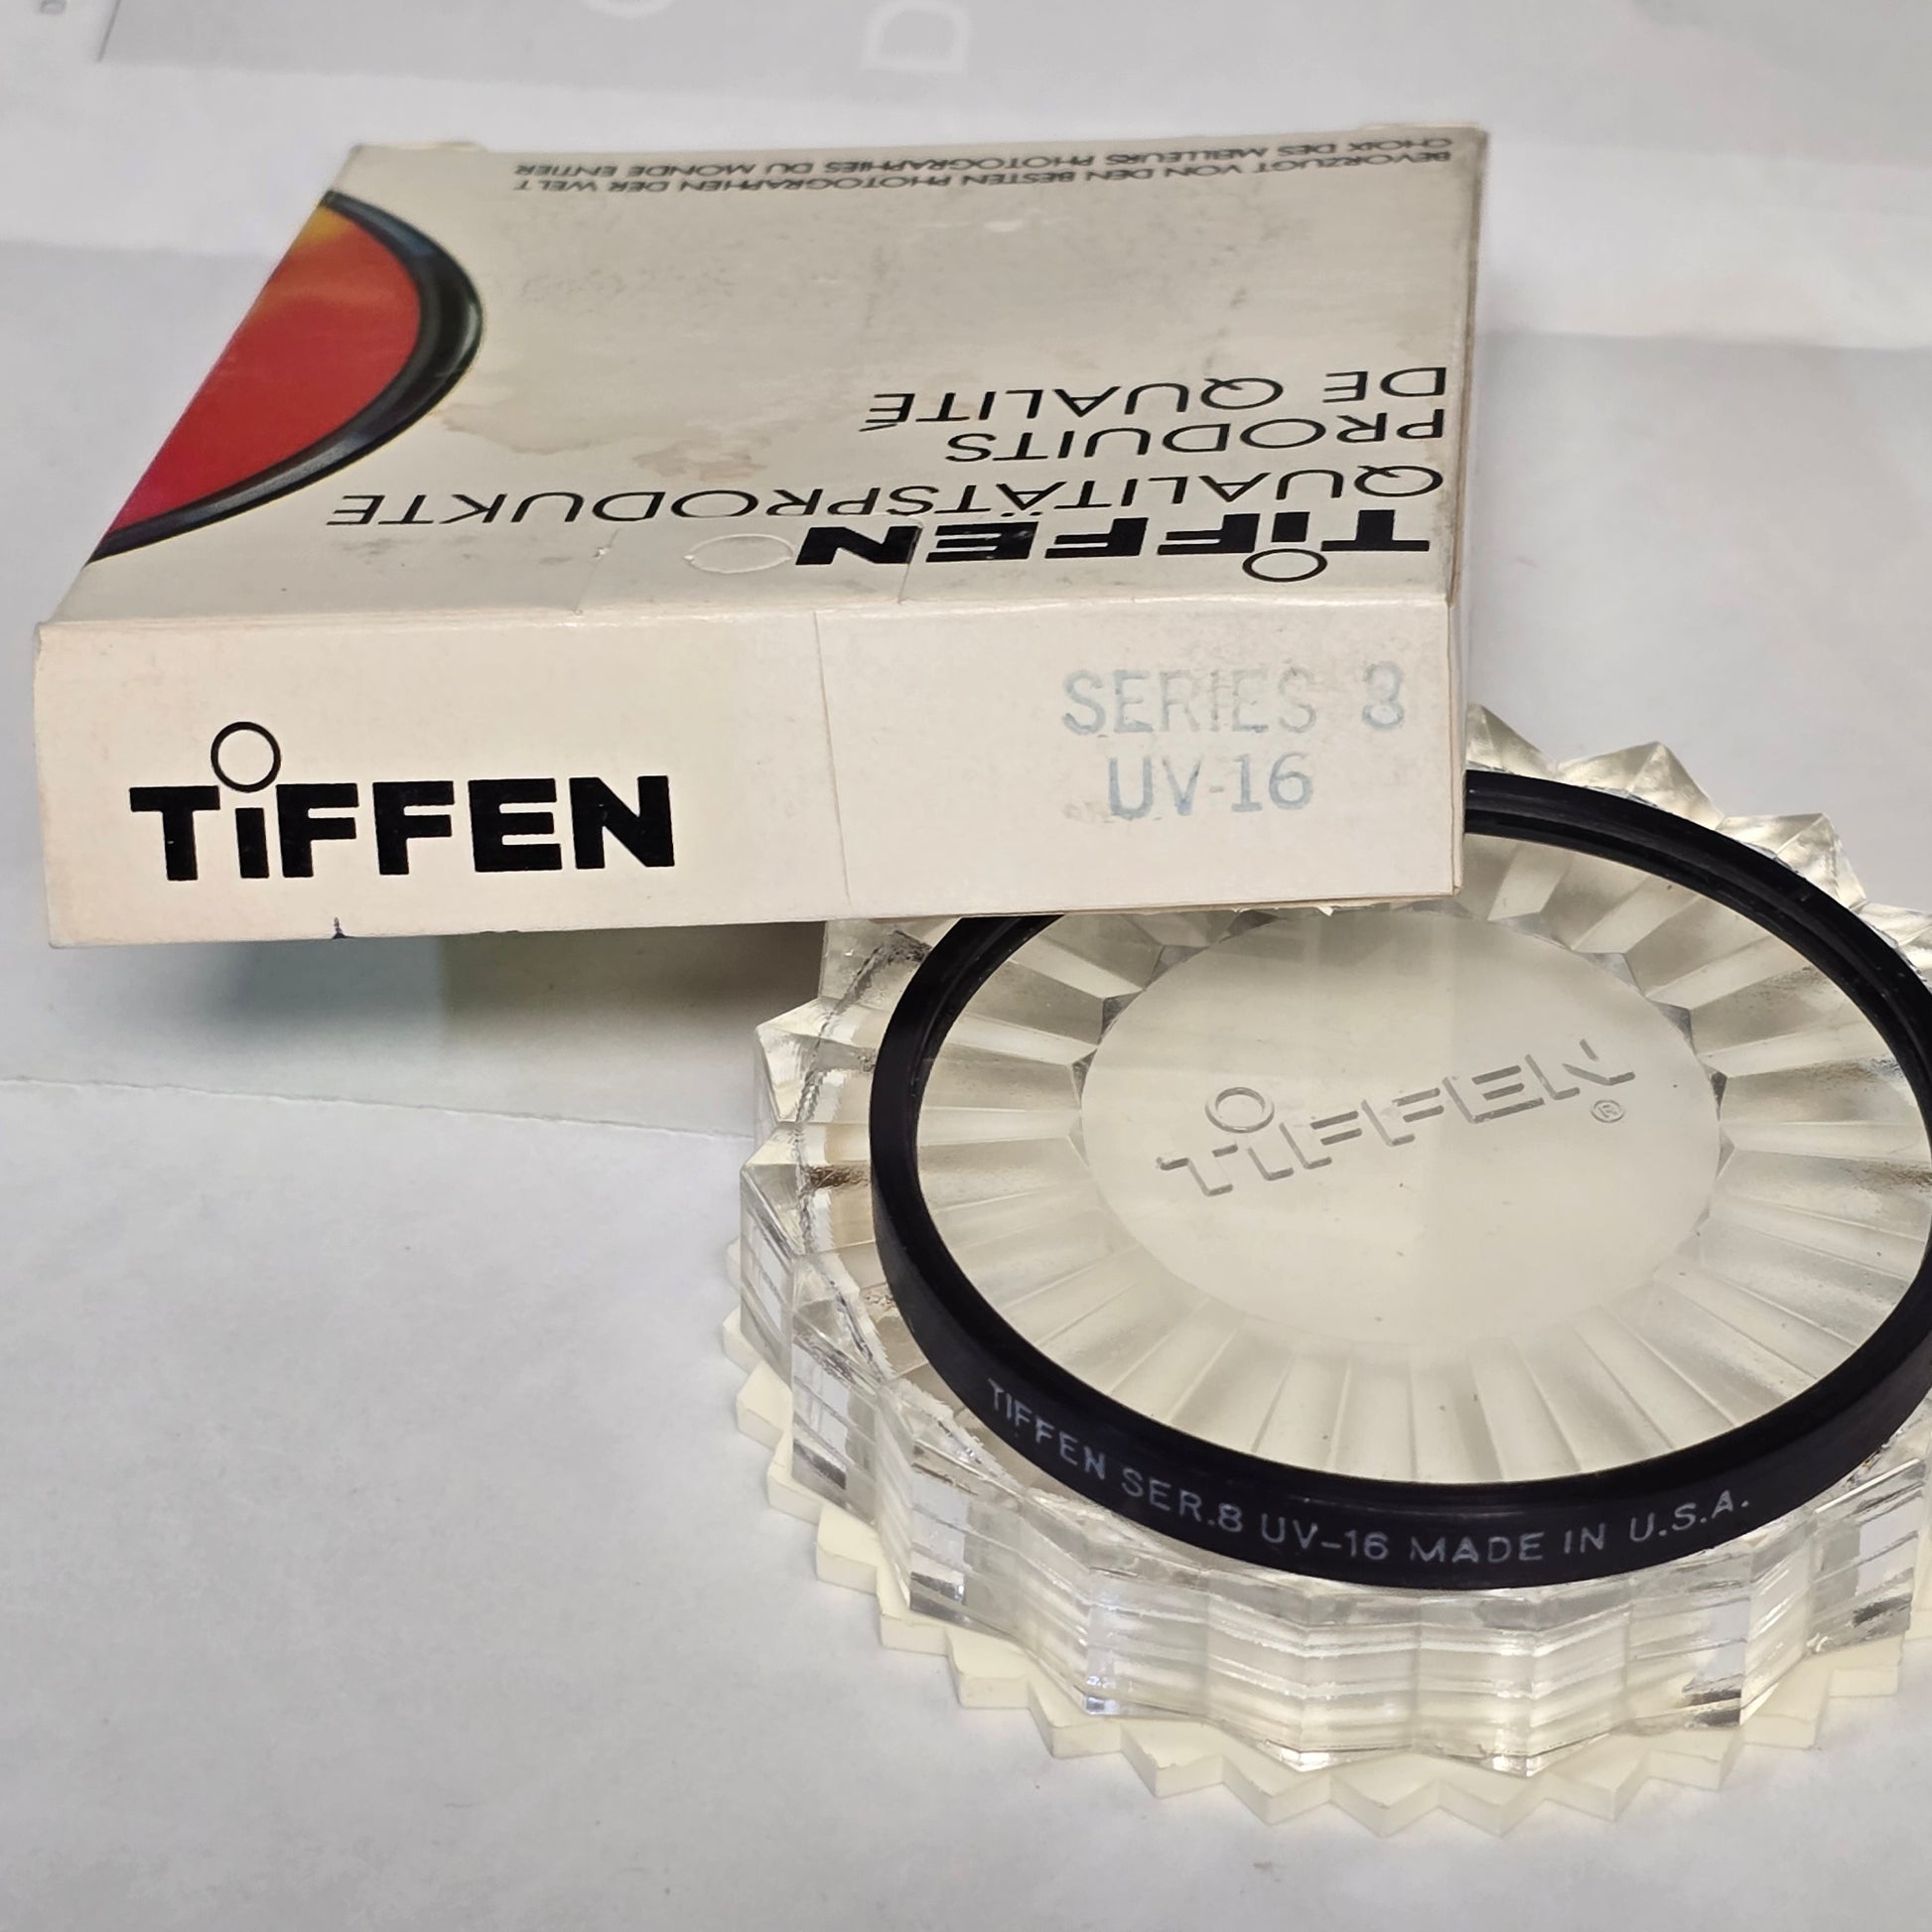 CHOIX DES MEILLEURS PHOTOGRAPHIES DU MONDE ENTIER
BEVORZUGT VON DEN BESTEN PHOTOGRAPHEN DER WELT
TiFFEN
QUALITÄTSPRODUKTE
PRODUITS
DE QUALITÉ
TiFFEN
SERIES 8
UV-16
TiFFEN®
TIFFEN SER.8 UV-16 MADE IN U.S.A.
D